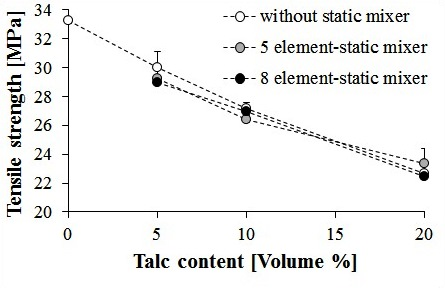 34
32
30
28
26
24
22
20
0
5
10
15
20
Tensile strength [MPa]
Talc content [Volume %]
without static mixer
5 element-static mixer
8 element-static mixer